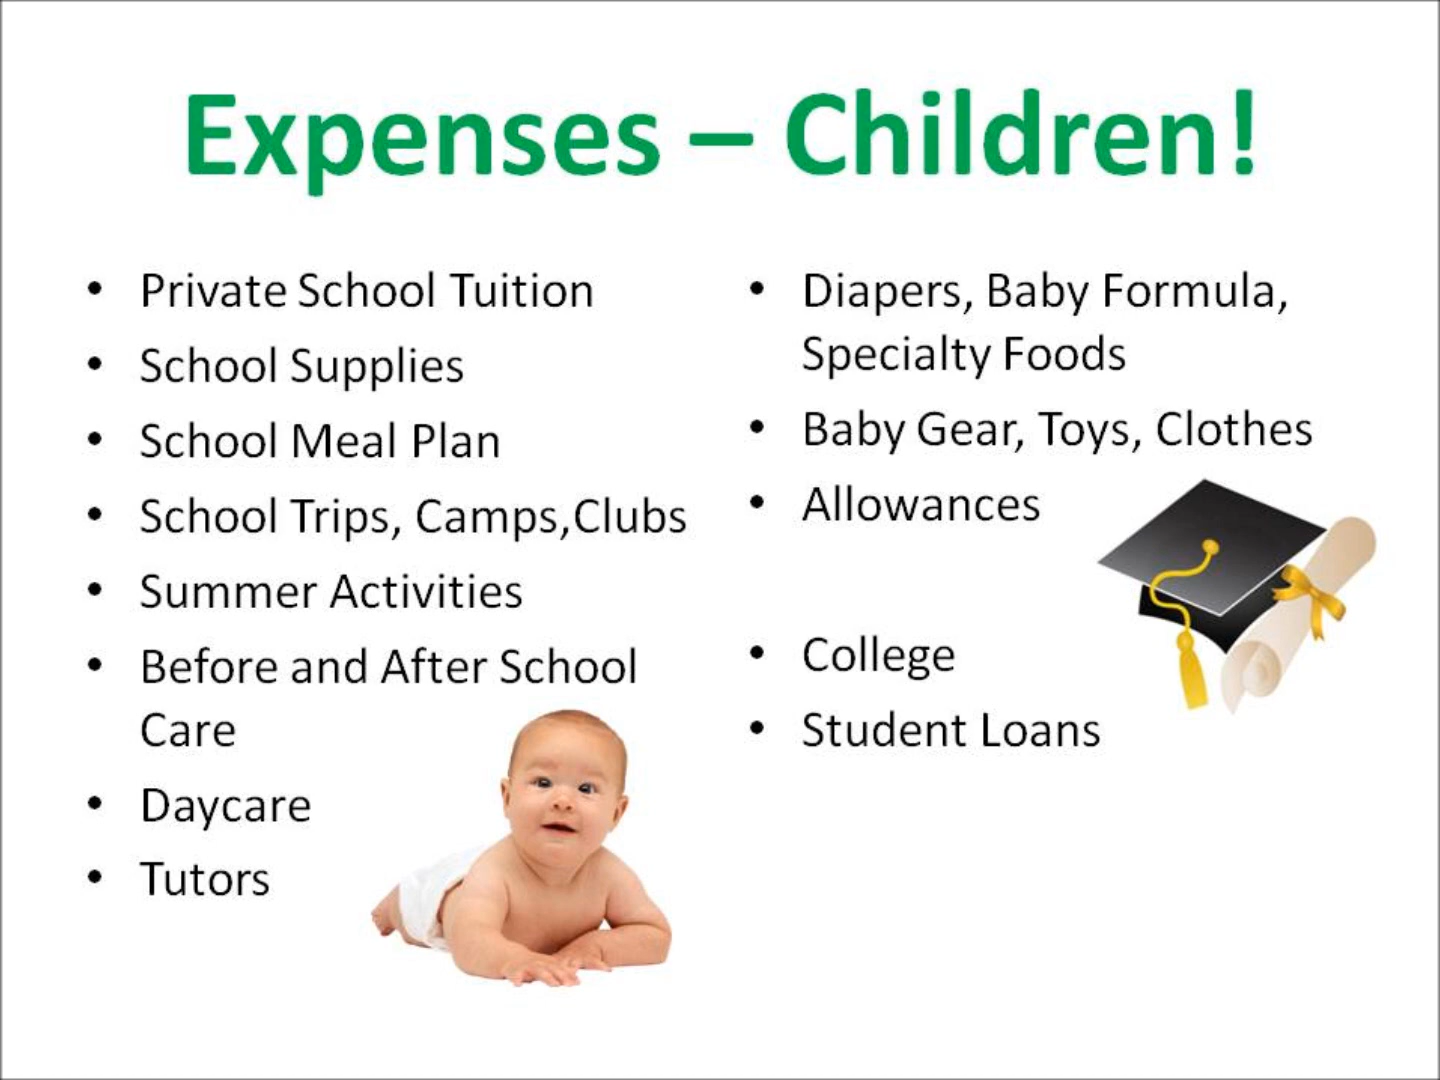 Expenses – Children!
• Private School Tuition
• School Supplies
• School Meal Plan
• School Trips, Camps,Clubs
• Summer Activities
• Before and After School
Care
• Daycare
• Tutors
• Diapers, Baby Formula,
Specialty Foods
• Baby Gear, Toys, Clothes
• Allowances
• College
• Student Loans